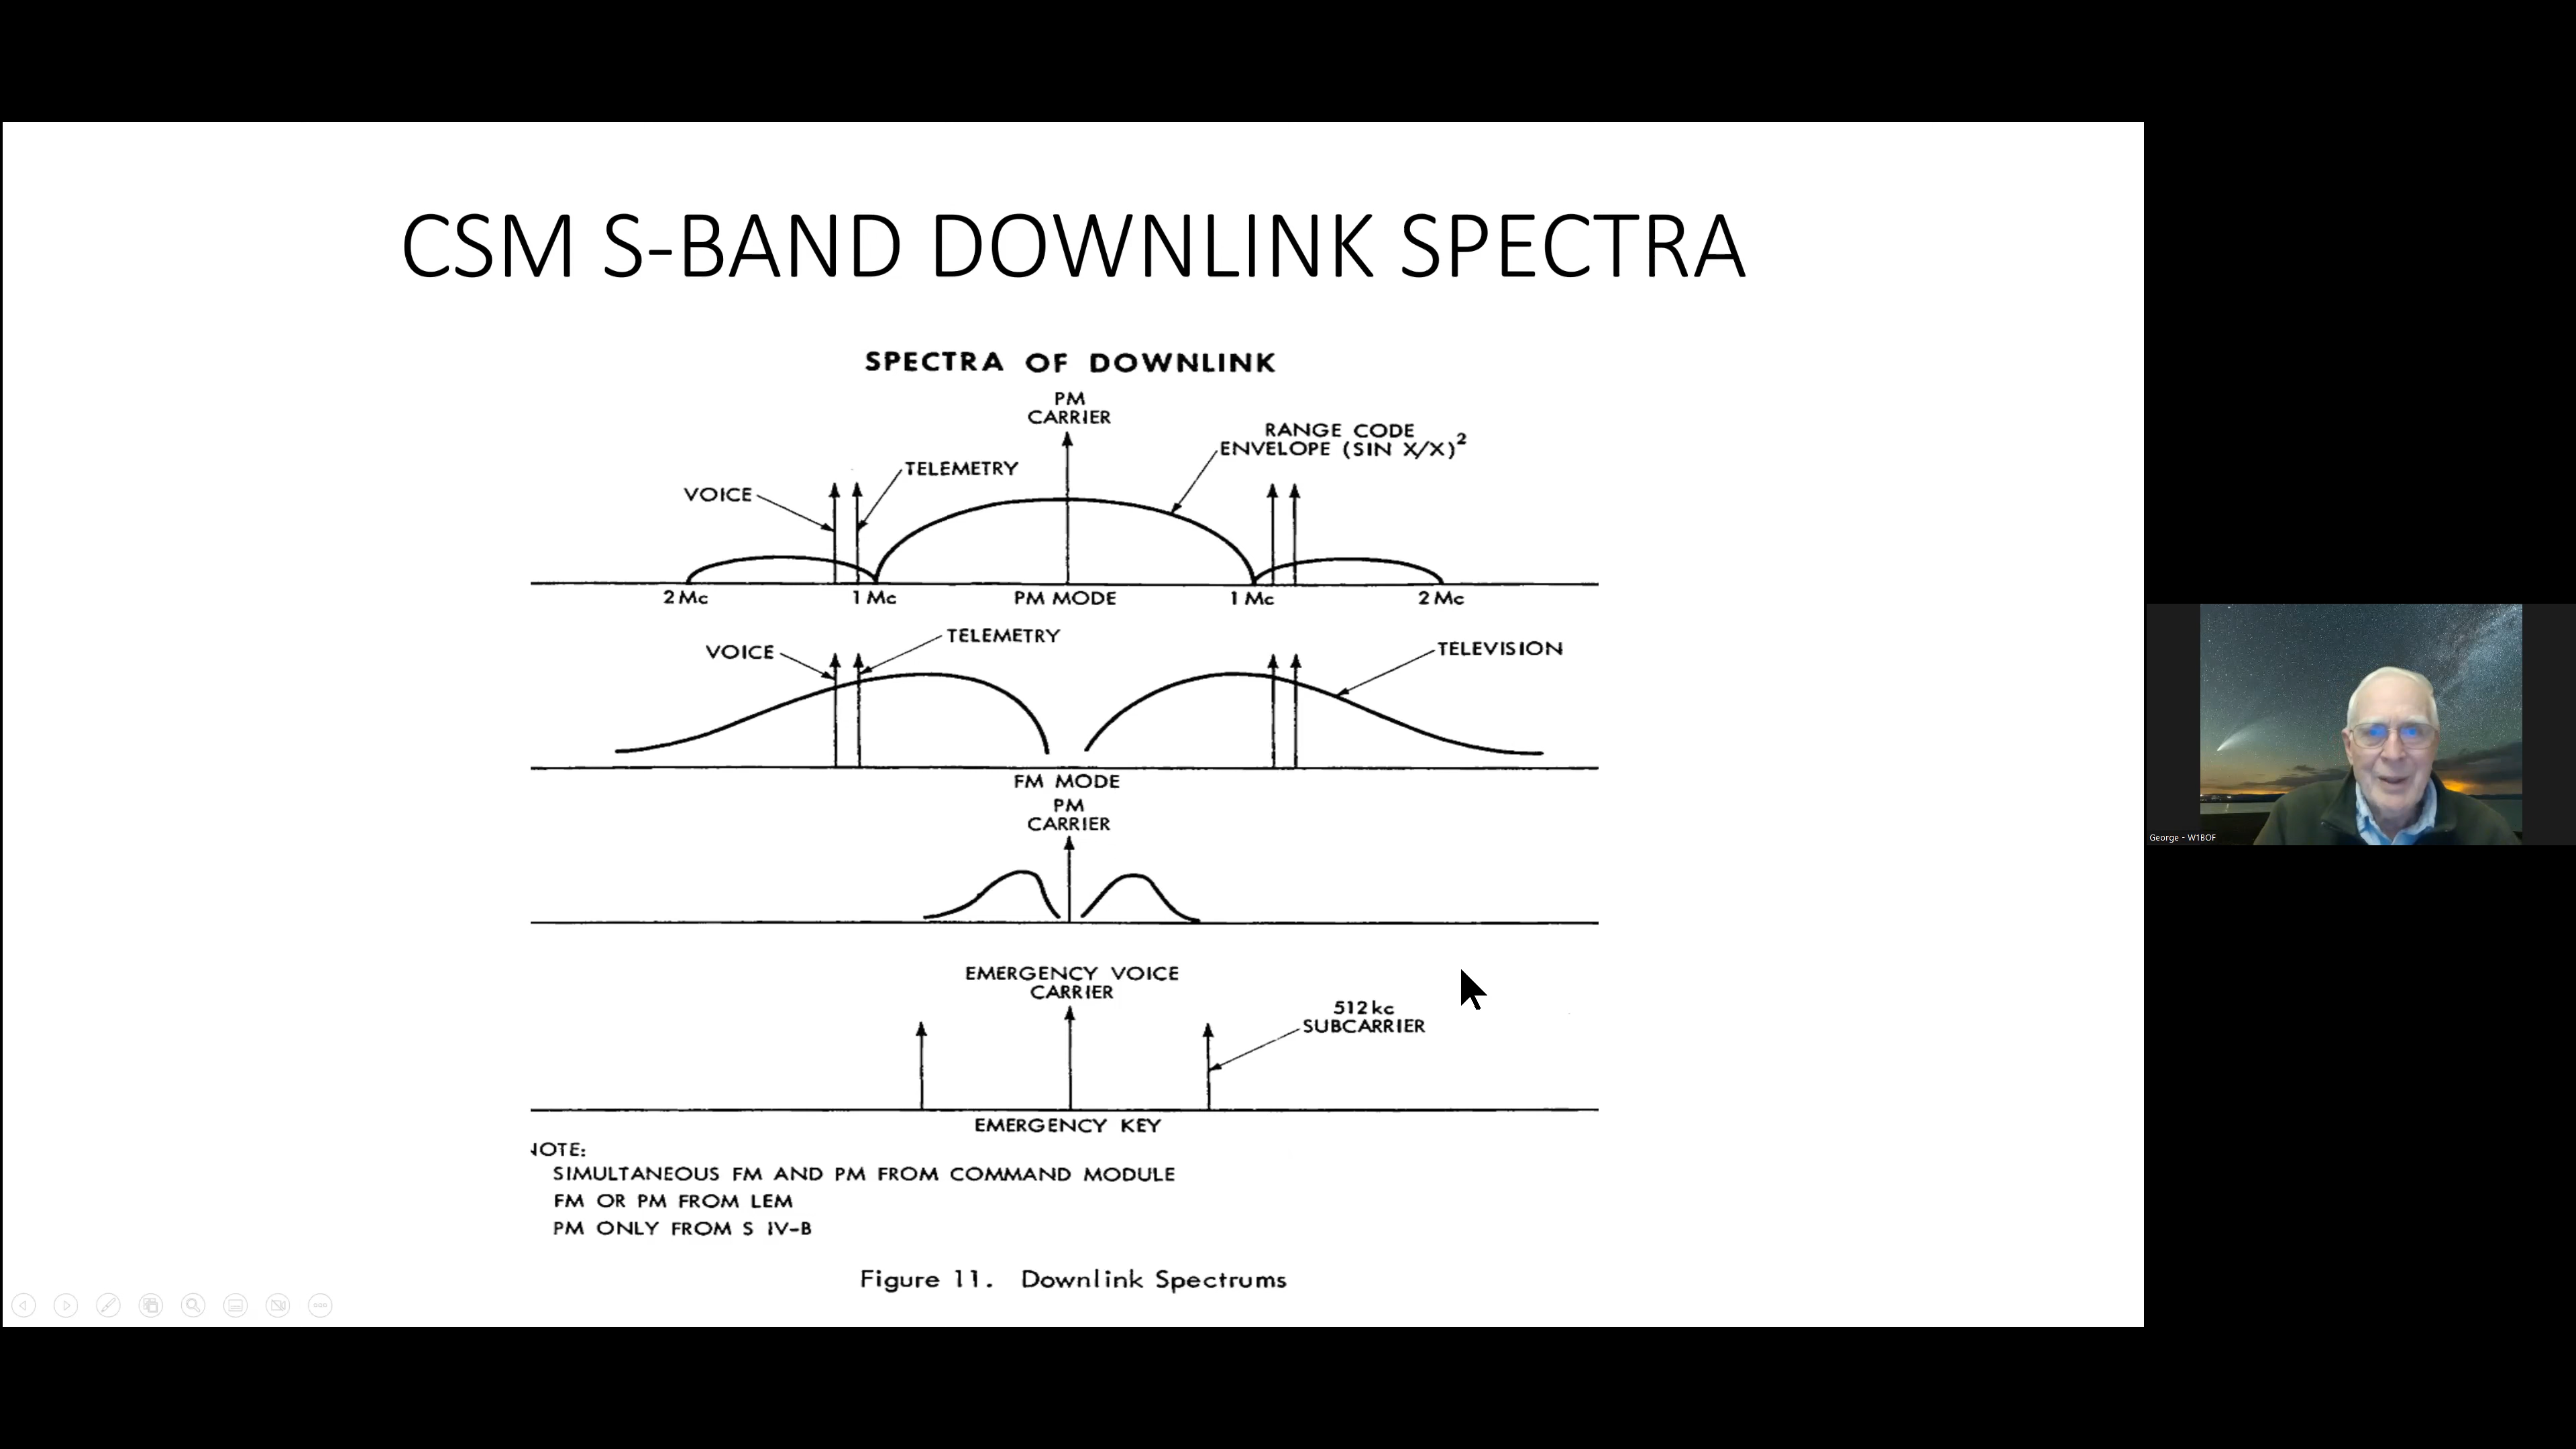 CSM S-BAND DOWNLINK SPECTRA
SPECTRA OF DOWNLINK
PM
CARRIER
RANGE CODE
ENVELOPE (SIN X/X)²
TELEMETRY
VOICE
2 Mc
1 Mc
PM MODE
1 Mc
2 Mc
TELEMETRY
VOICE
TELEVISION
FM MODE
PM
CARRIER
EMERGENCY VOICE
CARRIER
512 kc
SUBCARRIER
EMERGENCY KEY
NOTE:
SIMULTANEOUS FM AND PM FROM COMMAND MODULE
FM OR PM FROM LEM
PM ONLY FROM S IV-B
Figure 11. Downlink Spectrums
George - W1BOF